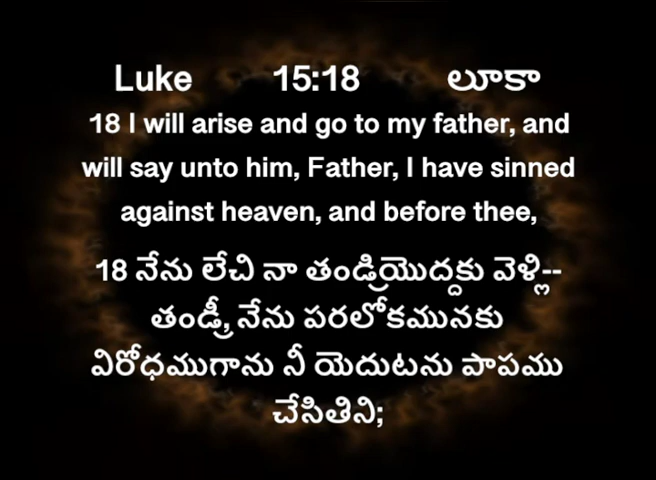 Luke 15:18 లూకా
18 I will arise and go to my father, and
will say unto him, Father, I have sinned
against heaven, and before thee,
18 నేను లేచి నా తండ్రియొద్దకు వెళ్లి--
తండ్రీ, నేను పరలోకమునకు
విరోధముగాను నీ యెదుటను పాపము
చేసితిని;